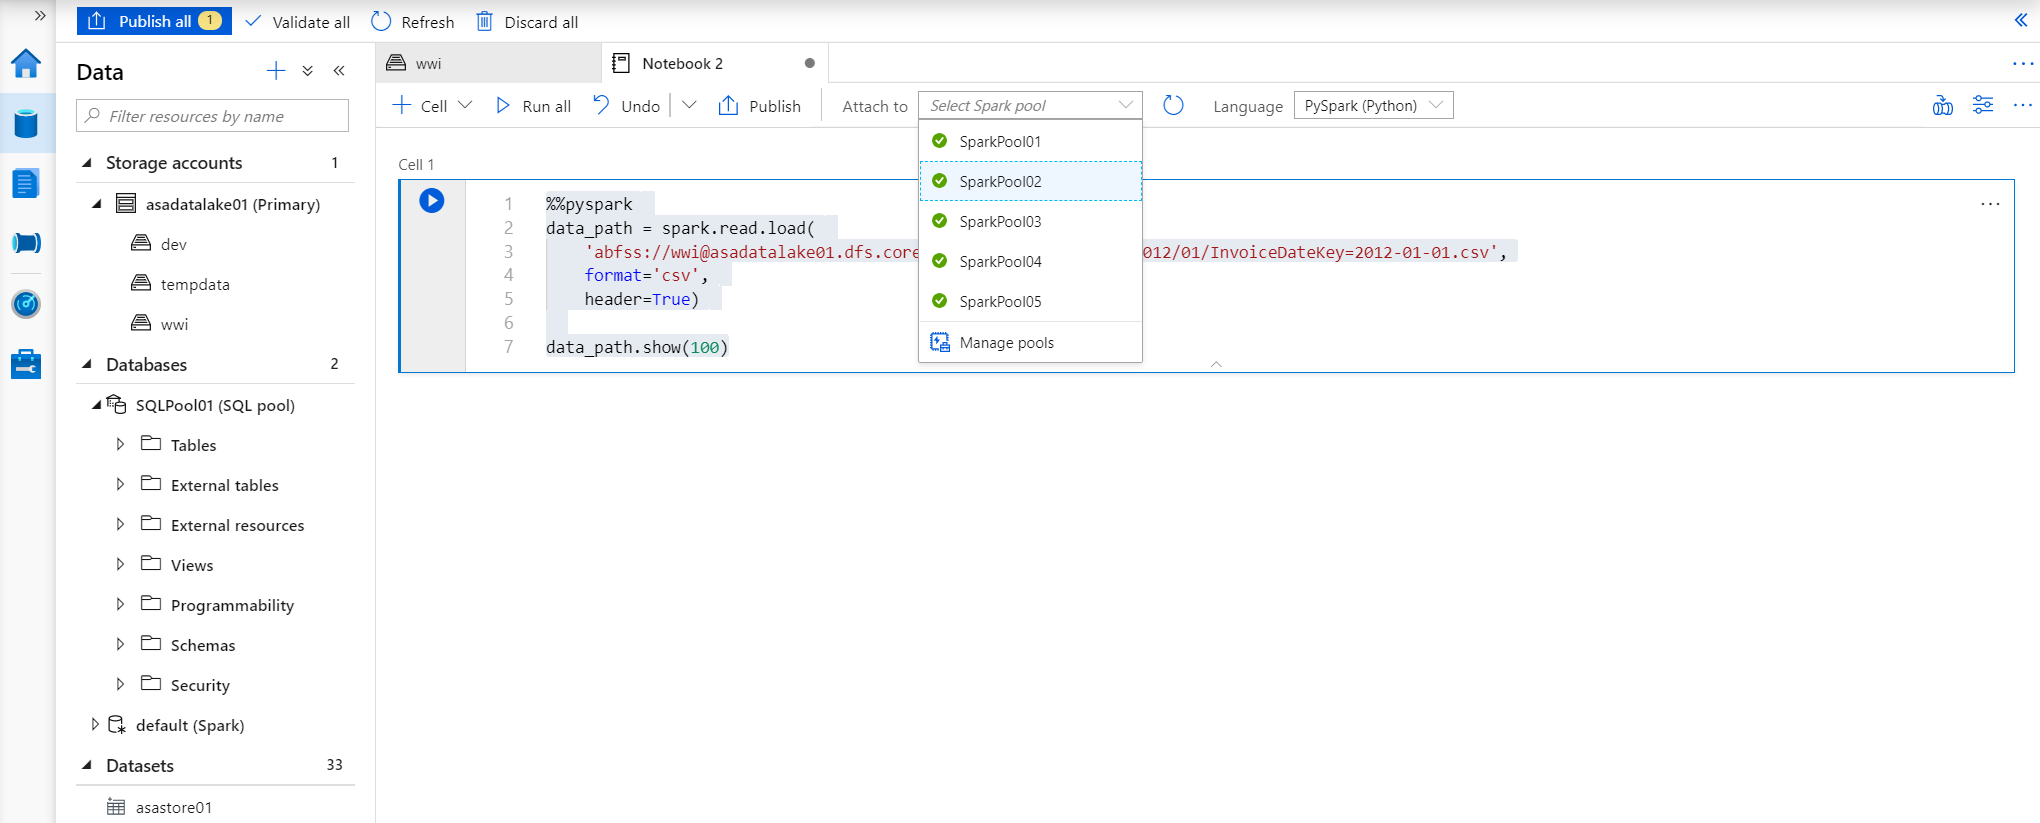 Publish all 1 Validate all Refresh Discard all
Data
Filter resources by name
Storage accounts 1
asadatalake01 (Primary)
dev
tempdata
wwi
Databases 2
SQLPool01 (SQL pool)
Tables
External tables
External resources
Views
Programmability
Schemas
Security
default (Spark)
Datasets 33
asastore01
wwi Notebook 2
Cell Run all Undo Publish Attach to Select Spark pool Language PySpark (Python)
SparkPool01
SparkPool02
SparkPool03
SparkPool04
SparkPool05
Manage pools
Cell 1
1 %%pyspark
2 data_path = spark.read.load(
3 'abfss://wwi@asadatalake01.dfs.core 012/01/InvoiceDateKey=2012-01-01.csv',
4 format='csv',
5 header=True)
6
7 data_path.show(100)